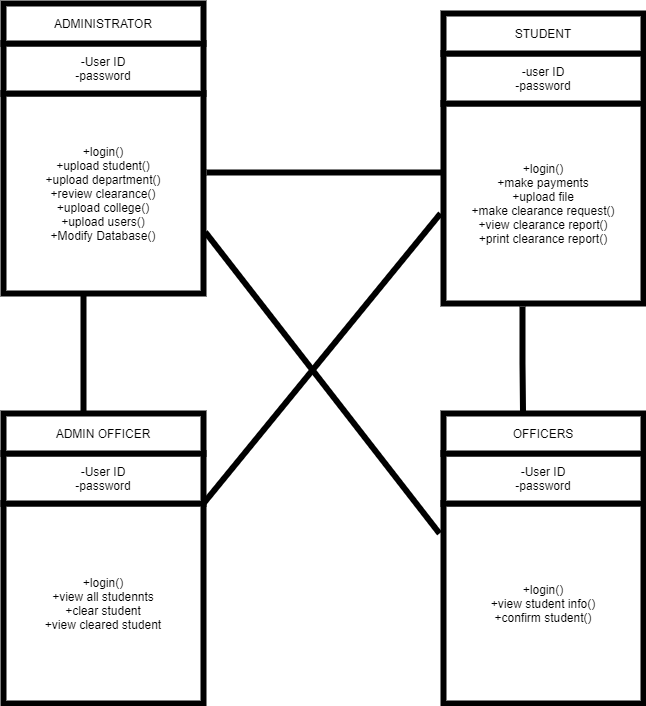 ADMINISTRATOR
-User ID
-password
+login()
+upload student()
+upload department()
+review clearance()
+upload college()
+upload users()
+Modify Database()
STUDENT
-user ID
-password
+login()
+make payments
+upload file
+make clearance request()
+view clearance report()
+print clearance report()
ADMIN OFFICER
-User ID
-password
+login()
+view all studennts
+clear student
+view cleared student
OFFICERS
-User ID
-password
+login()
+view student info()
+confirm student()